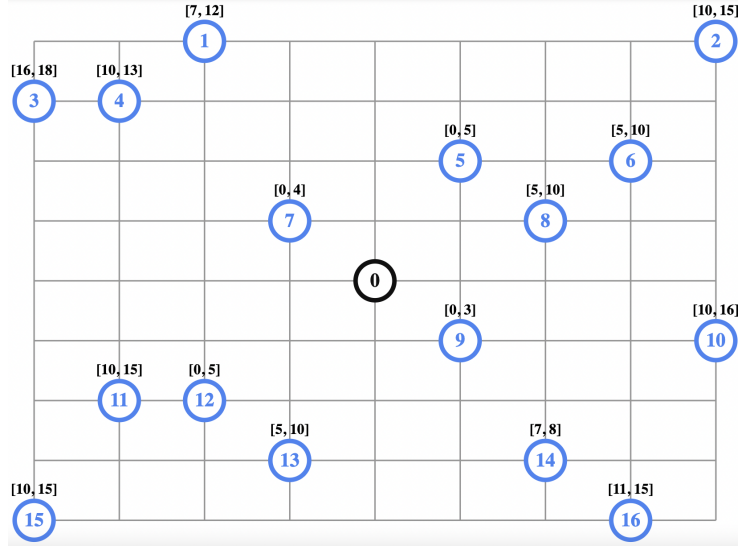 [7, 12] [10, 15]
1 2
[16, 18] [10, 13]
3 4
[0, 5] [5, 10]
5 6
[0, 4] [5, 10]
7 8
0
[0, 3] [10, 16]
9 10
[10, 15] [0, 5]
11 12
[5, 10] [7, 8]
13 14
[10, 15] [11, 15]
15 16